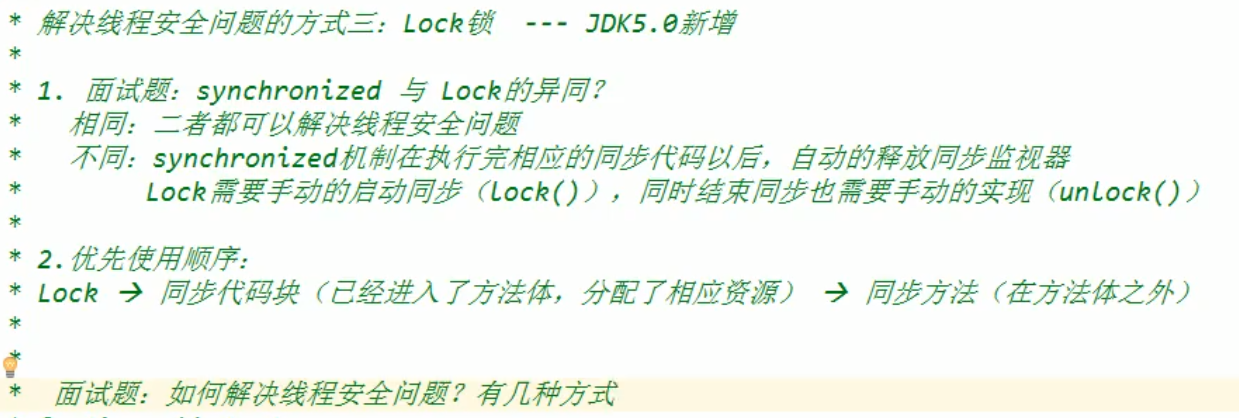 * 解决线程安全问题的方式三：Lock锁  --- JDK5.0新增
*
* 1. 面试题：synchronized 与 Lock的异同？
*   相同：二者都可以解决线程安全问题
*   不同：synchronized机制在执行完相应的同步代码以后，自动的释放同步监视器
*        Lock需要手动的启动同步（lock()），同时结束同步也需要手动的实现（unlock()）
*
* 2.优先使用顺序：
* Lock → 同步代码块（已经进入了方法体，分配了相应资源） → 同步方法（在方法体之外）
*
*
*  面试题：如何解决线程安全问题？有几种方式